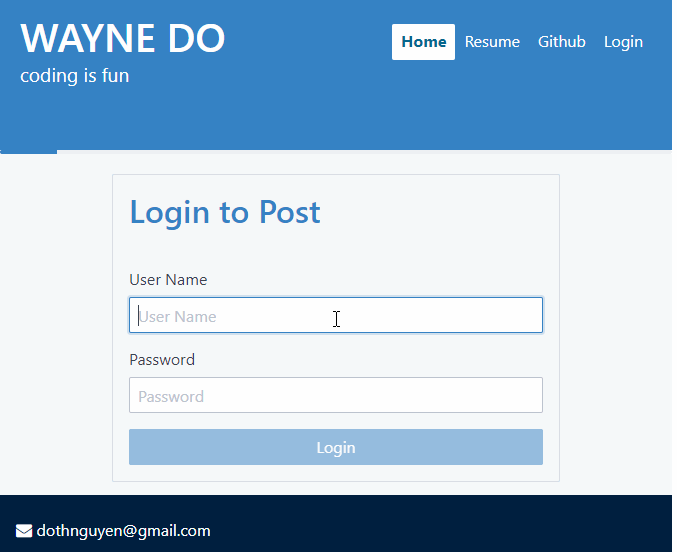 WAYNE DO
coding is fun
Home Resume Github Login
Login to Post
User Name
User Name
Password
Password
Login
dothnguyen@gmail.com